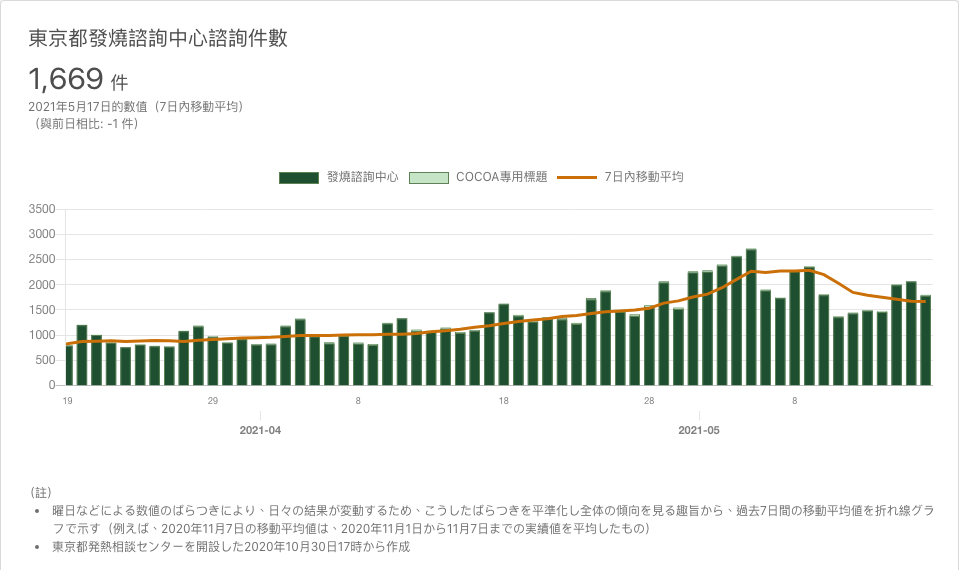 東京都發燒諮詢中心諮詢件數
1,669 件
2021年5月17日的數值（7日內移動平均）
（與前日相比: -1 件）
發燒諮詢中心 COCOA專用標題 7日內移動平均
3500
3000
2500
2000
1500
1000
500
0
19 29 8 18 28 8
2021-04 2021-05
（註）
• 曜日などによる数値のばらつきにより、日々の結果が変動するため、こうしたばらつきを平準化し全体の傾向を見る趣旨から、過去7日間の移動平均値を折れ線グラ
フで示す（例えば、2020年11月7日の移動平均値は、2020年11月1日から11月7日までの実績値を平均したもの）
• 東京都発熱相談センターを開設した2020年10月30日17時から作成